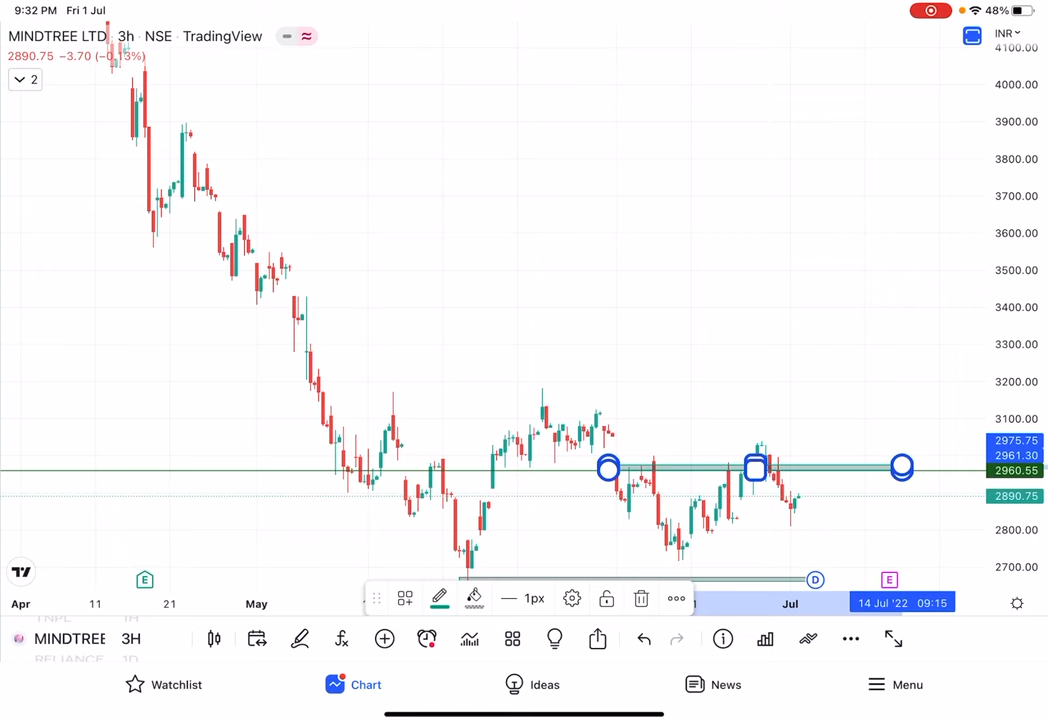 9:32 PM Fri 1 Jul
48%
MINDTREE LTD 3h NSE TradingView
INR
2890.75 −3.70 (−0.13%)
2
4100.00
4000.00
3900.00
3800.00
3700.00
3600.00
3500.00
3400.00
3300.00
3200.00
3100.00
2975.75
2961.30
2960.55
2890.75
2800.00
2700.00
E
D
E
1px
Apr 11 21 May Jul 14 Jul '22 09:15
TNPL 1H
MINDTREE 3H
RELIANCE 1D
Watchlist Chart Ideas News Menu